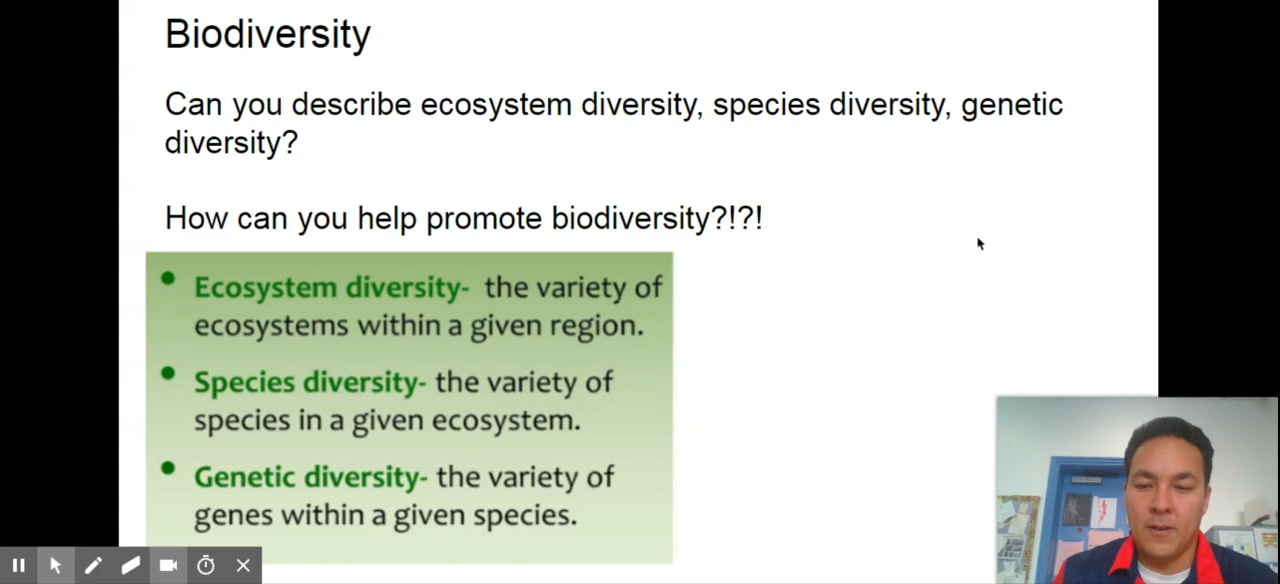 Biodiversity
Can you describe ecosystem diversity, species diversity, genetic
diversity?
How can you help promote biodiversity?!?!
• Ecosystem diversity- the variety of
ecosystems within a given region.
• Species diversity- the variety of
species in a given ecosystem.
• Genetic diversity- the variety of
genes within a given species.